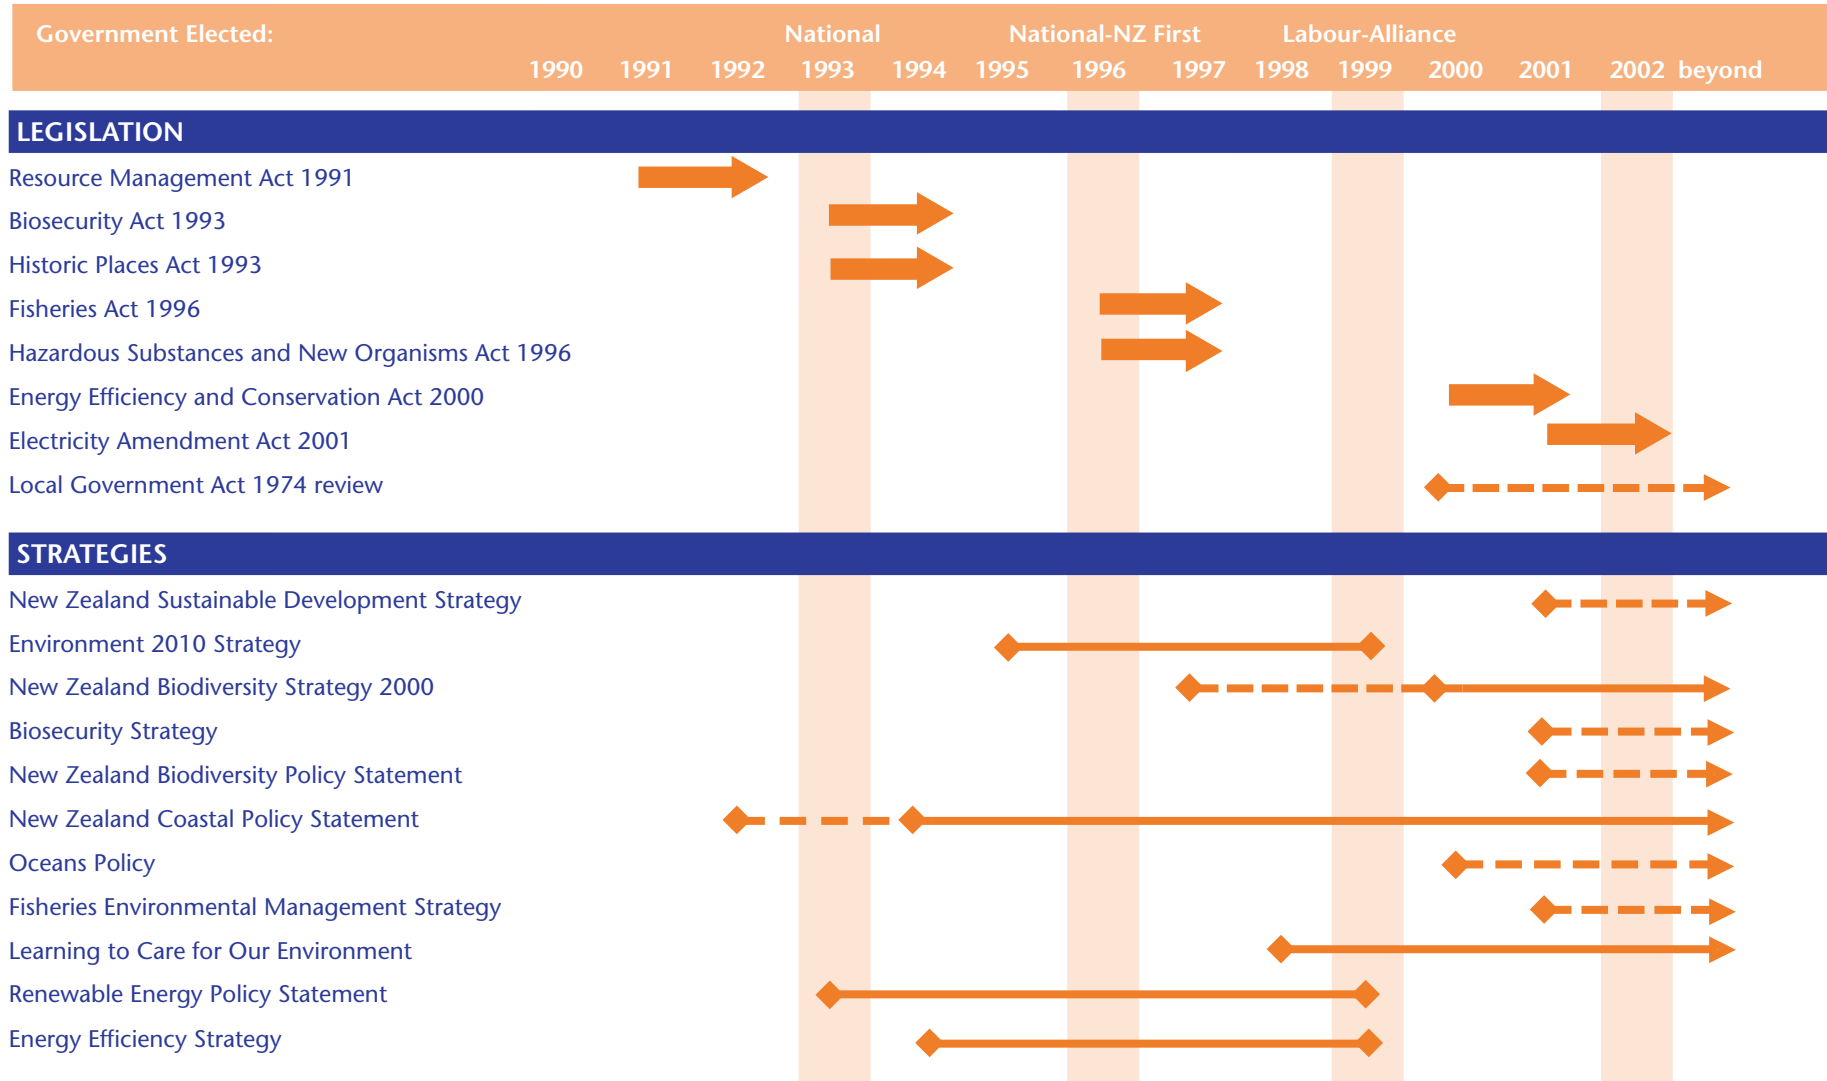 Government Elected: National National-NZ First Labour-Alliance
1990 1991 1992 1993 1994 1995 1996 1997 1998 1999 2000 2001 2002 beyond
LEGISLATION
Resource Management Act 1991
Biosecurity Act 1993
Historic Places Act 1993
Fisheries Act 1996
Hazardous Substances and New Organisms Act 1996
Energy Efficiency and Conservation Act 2000
Electricity Amendment Act 2001
Local Government Act 1974 review
STRATEGIES
New Zealand Sustainable Development Strategy
Environment 2010 Strategy
New Zealand Biodiversity Strategy 2000
Biosecurity Strategy
New Zealand Biodiversity Policy Statement
New Zealand Coastal Policy Statement
Oceans Policy
Fisheries Environmental Management Strategy
Learning to Care for Our Environment
Renewable Energy Policy Statement
Energy Efficiency Strategy